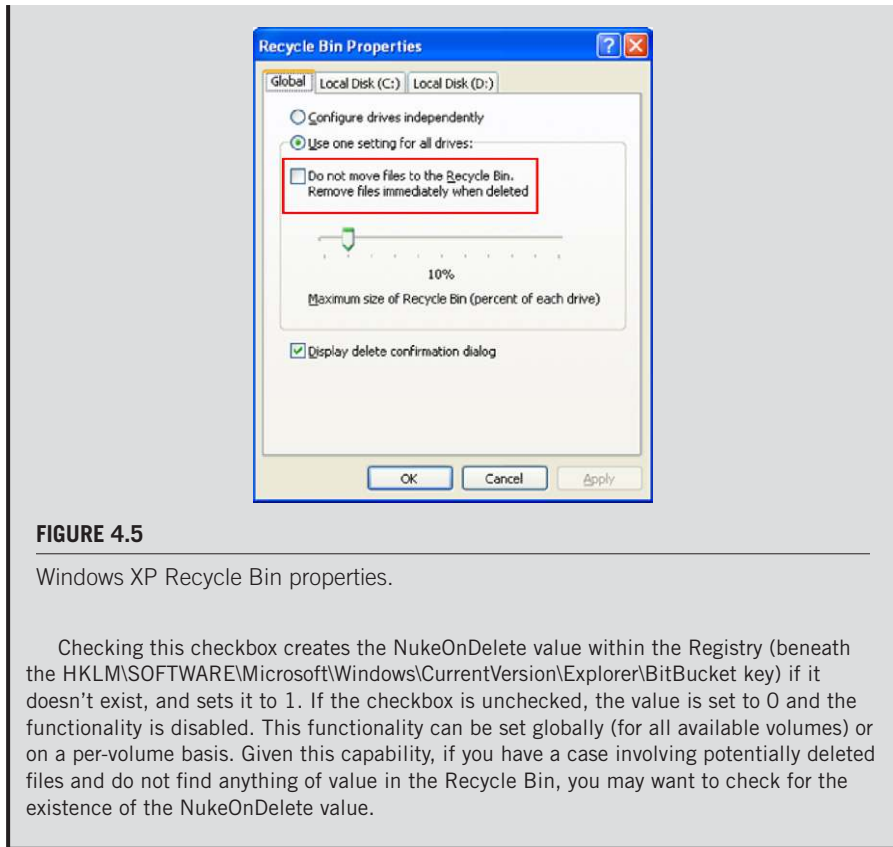 Recycle Bin Properties
Global Local Disk (C:) Local Disk (D:)
Configure drives independently
Use one setting for all drives:
Do not move files to the Recycle Bin.
Remove files immediately when deleted
10%
Maximum size of Recycle Bin (percent of each drive)
Display delete confirmation dialog
OK Cancel Apply
FIGURE 4.5
Windows XP Recycle Bin properties.
Checking this checkbox creates the NukeOnDelete value within the Registry (beneath
the HKLM\SOFTWARE\Microsoft\Windows\CurrentVersion\Explorer\BitBucket key) if it
doesn't exist, and sets it to 1. If the checkbox is unchecked, the value is set to 0 and the
functionality is disabled. This functionality can be set globally (for all available volumes) or
on a per-volume basis. Given this capability, if you have a case involving potentially deleted
files and do not find anything of value in the Recycle Bin, you may want to check for the
existence of the NukeOnDelete value.